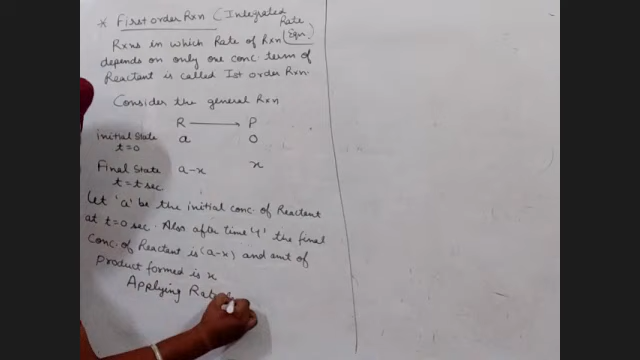 * First order Rxn (Integrated Rate Eqn.)
Rxns in which Rate of Rxn
depends on only one conc. term of
Reactant is called Ist order Rxn.
Consider the general Rxn
R → P
Initial State a 0
t=0
Final State a-x x
t=t sec
Let 'a' be the initial conc. of Reactant
at t=0 sec. Also after time 't' the final
conc. of Reactant is (a-x) and amt of
product formed is x
Applying Rat